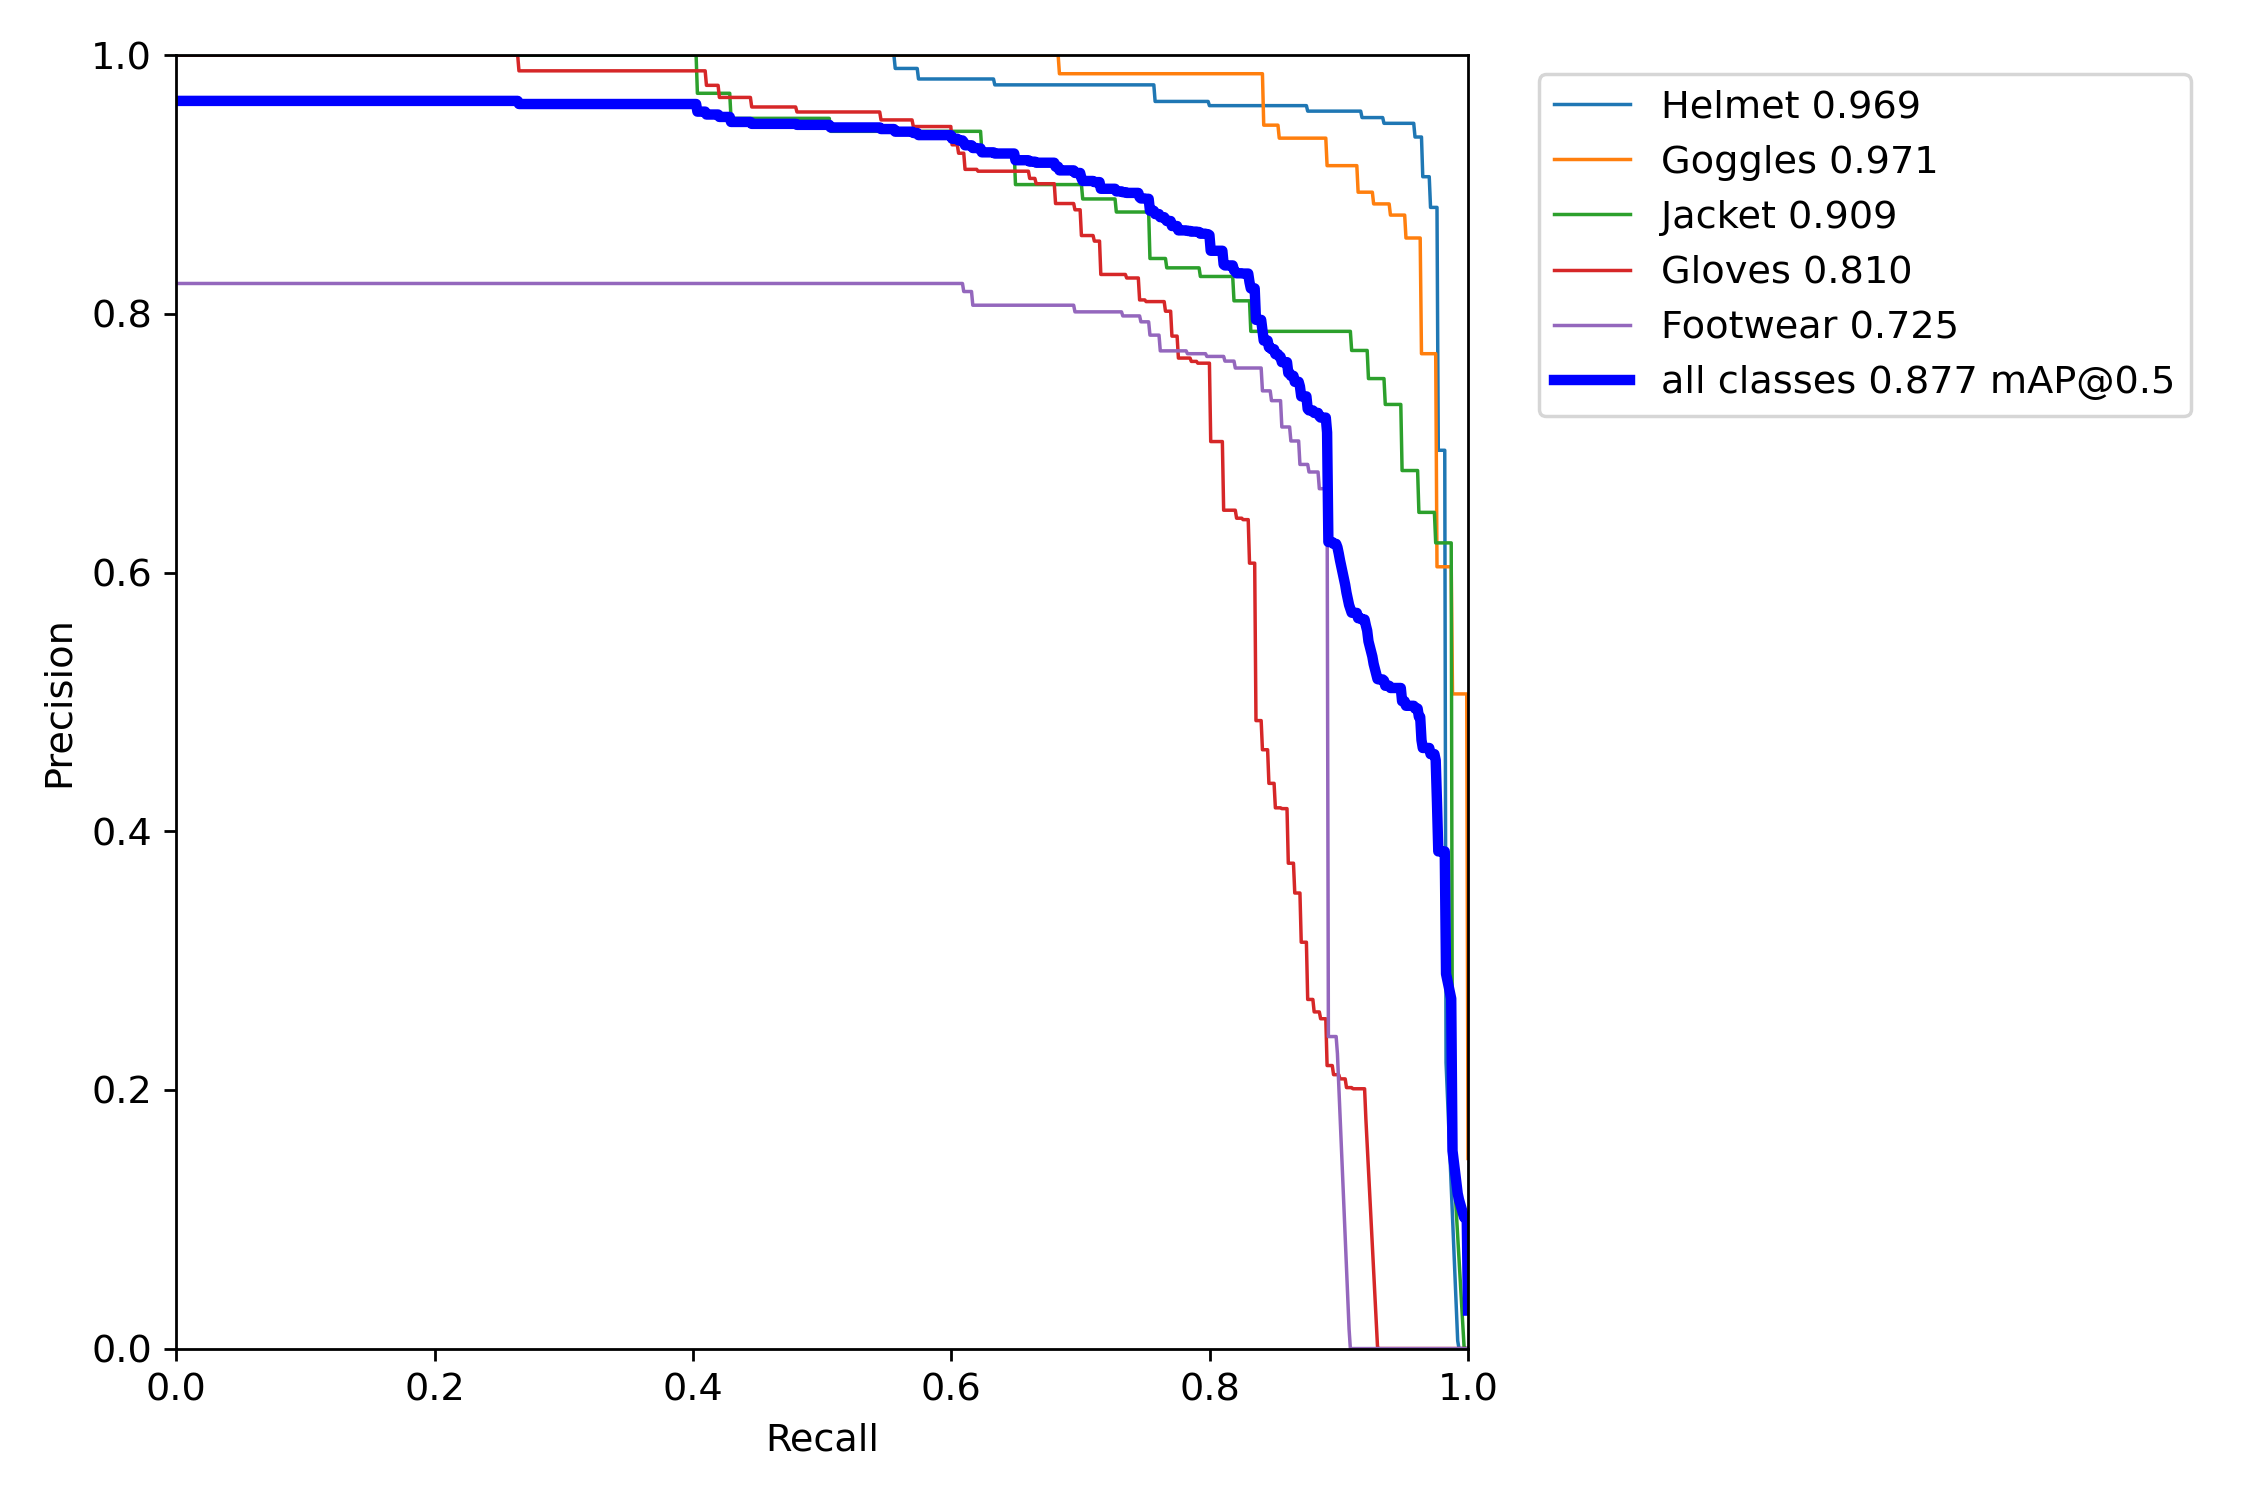 1.0
0.8
0.6
0.4
0.2
0.0
0.0 0.2 0.4 0.6 0.8 1.0
Precision
Recall
Helmet 0.969
Goggles 0.971
Jacket 0.909
Gloves 0.810
Footwear 0.725
all classes 0.877 mAP@0.5